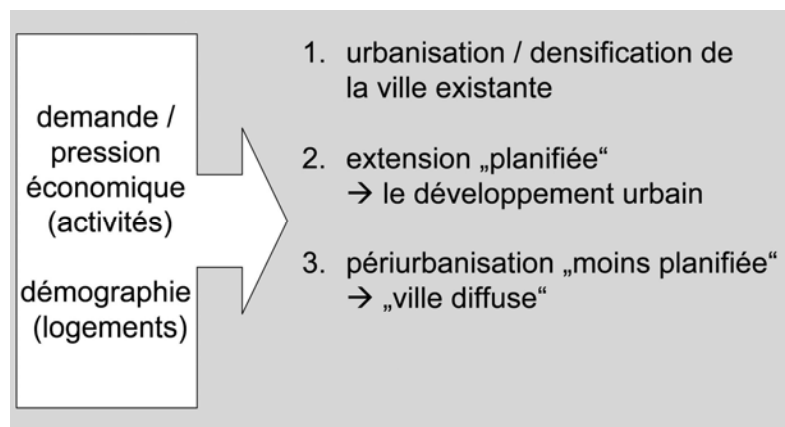 demande /
pression
économique
(activités)
démographie
(logements)
1. urbanisation / densification de
la ville existante
2. extension „planifiée“
→ le développement urbain
3. périurbanisation „moins planifiée“
→ „ville diffuse“